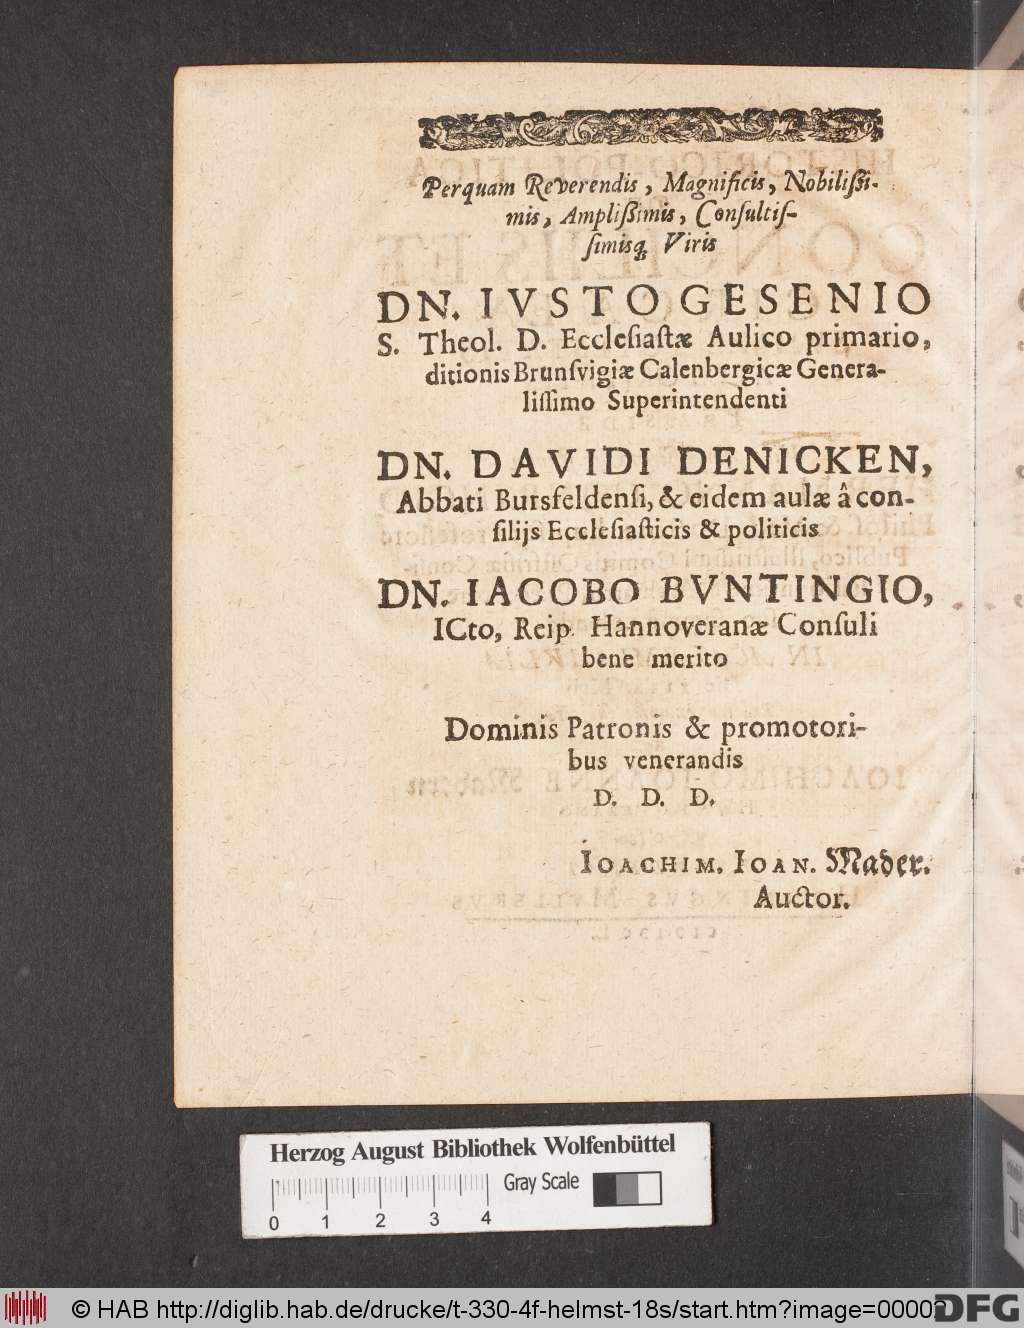 Perquam Reverendis, Magnificis, Nobilißi-
mis, Amplißimis, Conſultiſ-
ſimisq́ꝫ Viris
DN. IVSTO GESENIO
S. Theol. D. Eccleſiaſtæ Aulico primario,
ditionis Brunſvigiæ Calenbergicæ Genera-
liſſimo Superintendenti
DN. DAVIDI DENICKEN,
Abbati Bursfeldenſi, & eidem aulæ â con-
ſilijs Eccleſiaſticis & politicis
DN. IACOBO BVNTINGIO,
ICto, Reip. Hannoveranæ Conſuli
bene merito
Dominis Patronis & promotori-
bus venerandis
D. D. D.
IOACHIM. IOAN. Mader.
Auctor.
Herzog August Bibliothek Wolfenbüttel
Gray Scale
0 1 2 3 4
© HAB http://diglib.hab.de/drucke/t-330-4f-helmst-18s/start.htm?image=00002
DFG